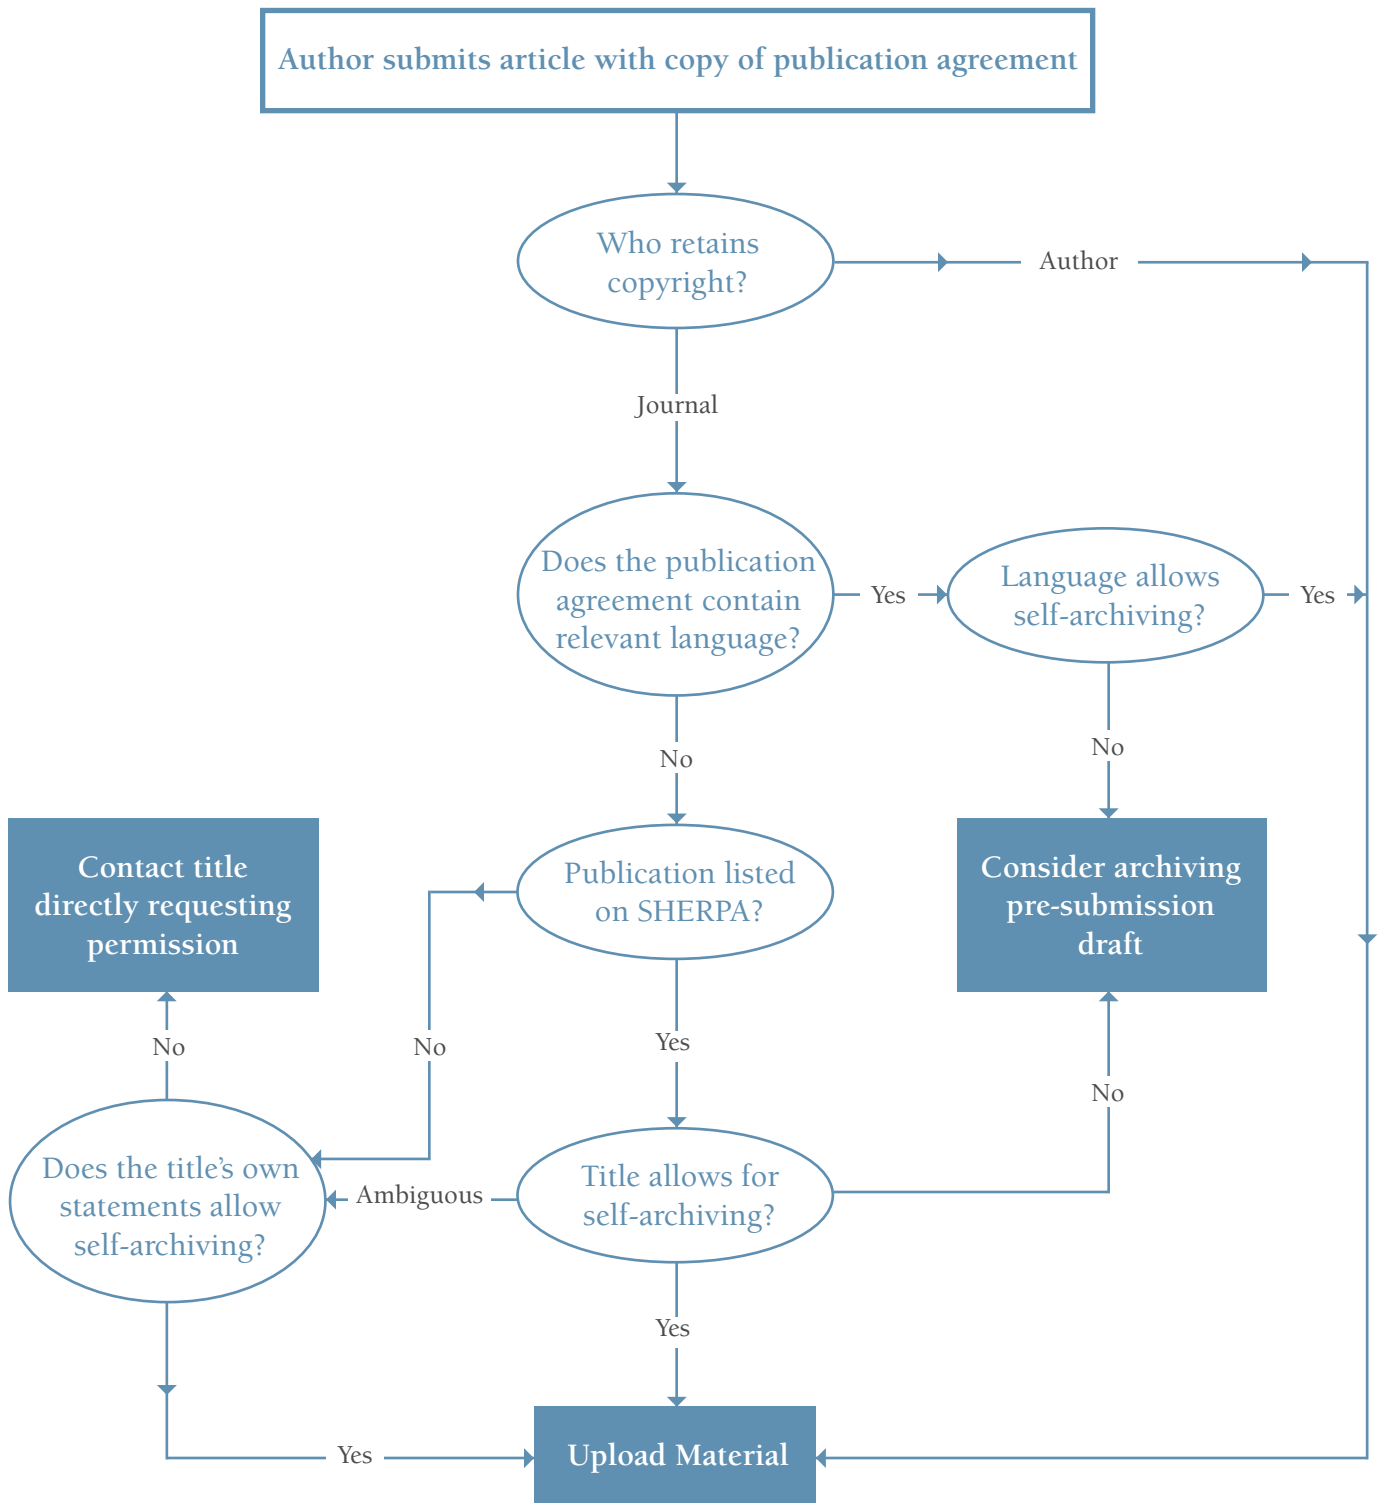 Author submits article with copy of publication agreement
Who retains
copyright?
Author
Journal
Does the publication
agreement contain
relevant language?
Yes
Language allows
self-archiving?
Yes
No
No
Contact title
directly requesting
permission
Publication listed
on SHERPA?
Consider archiving
pre-submission
draft
No
No
Yes
No
Does the title’s own
statements allow
self-archiving?
Ambiguous
Title allows for
self-archiving?
Yes
Yes
Upload Material